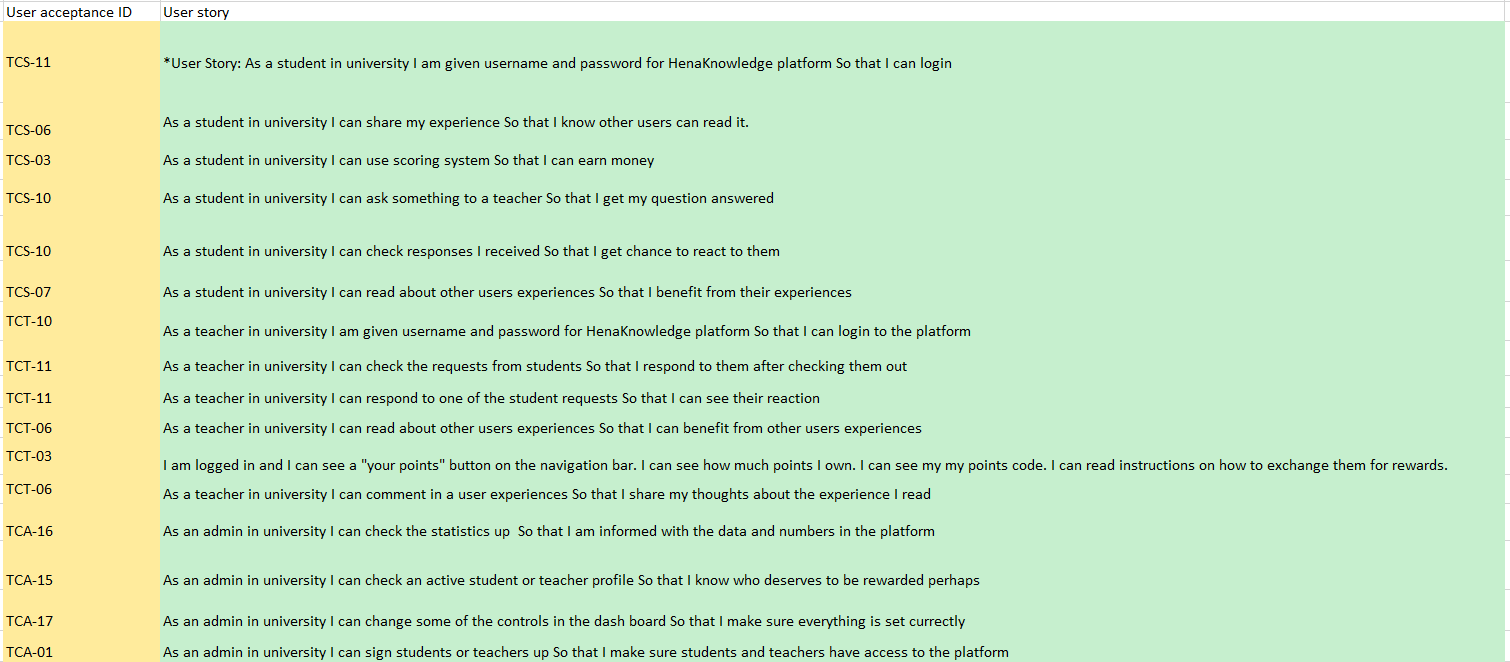 User acceptance ID User story
TCS-11 *User Story: As a student in university I am given username and password for HenaKnowledge platform So that I can login
TCS-06 As a student in university I can share my experience So that I know other users can read it.
TCS-03 As a student in university I can use scoring system So that I can earn money
TCS-10 As a student in university I can ask something to a teacher So that I get my question answered
TCS-10 As a student in university I can check responses I received So that I get chance to react to them
TCS-07 As a student in university I can read about other users experiences So that I benefit from their experiences
TCT-10 As a teacher in university I am given username and password for HenaKnowledge platform So that I can login to the platform
TCT-11 As a teacher in university I can check the requests from students So that I respond to them after checking them out
TCT-11 As a teacher in university I can respond to one of the student requests So that I can see their reaction
TCT-06 As a teacher in university I can read about other users experiences So that I can benefit from other users experiences
TCT-03 I am logged in and I can see a "your points" button on the navigation bar. I can see how much points I own. I can see my my points code. I can read instructions on how to exchange them for rewards.
TCT-06 As a teacher in university I can comment in a user experiences So that I share my thoughts about the experience I read
TCA-16 As an admin in university I can check the statistics up  So that I am informed with the data and numbers in the platform
TCA-15 As an admin in university I can check an active student or teacher profile So that I know who deserves to be rewarded perhaps
TCA-17 As an admin in university I can change some of the controls in the dash board So that I make sure everything is set currectly
TCA-01 As an admin in university I can sign students or teachers up So that I make sure students and teachers have access to the platform